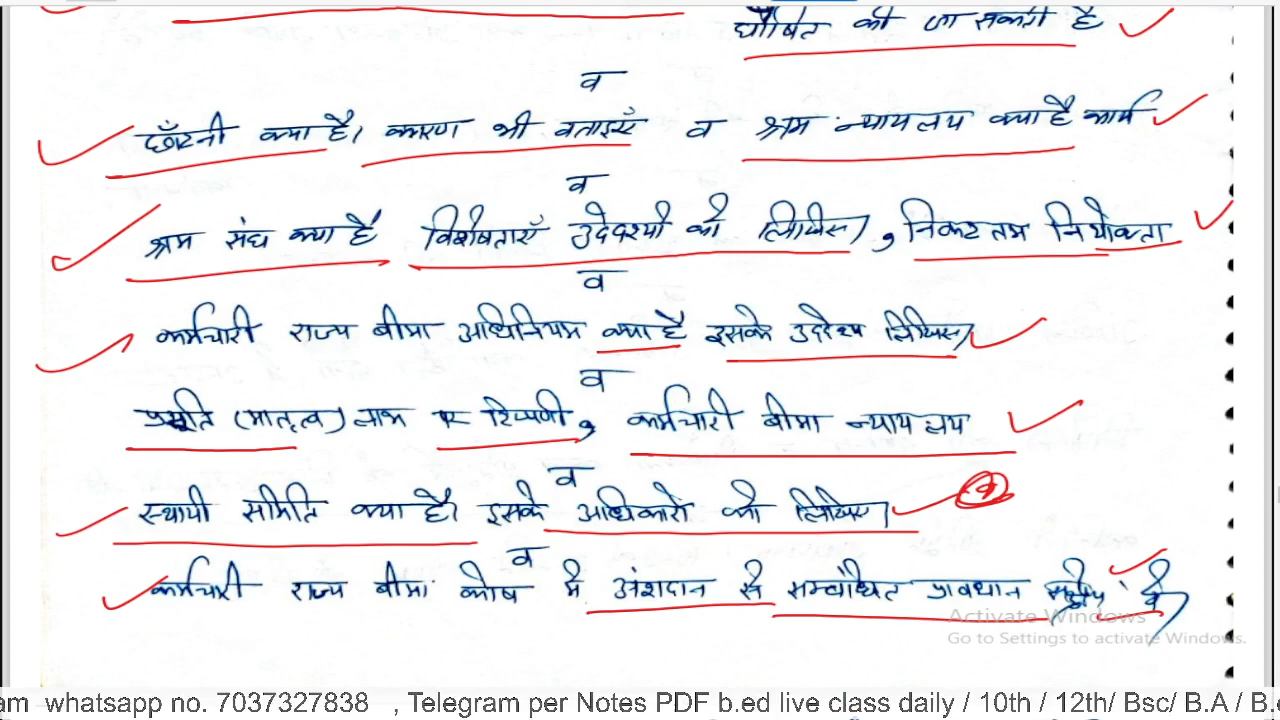 घोषित की जा सकती है
व
छँटनी क्या है। कारण भी बताइएँ व श्रम न्यायलय क्या है कार्य
व
श्रम संघ क्या है विशेषताएँ उदेदश्यो को लिखिए। , निकटतम नियोक्ता
व
कर्मचारी राज्य बीमा अधिनियम क्या है इसके उद्देश्य लिखिए।
व
प्रसूति (मातृत्व) लाभ पर टिप्पणी , कर्मचारी बीमा न्यायलय
व
स्थायी समिति क्या है। इसके अधिकारो को लिखिए।
व
कर्मचारी राज्य बीमा कोष मे अंशदान से सम्बंधित प्रावधान संक्षेप मे
Activate Windows
Go to Settings to activate Windows.
am whatsapp no. 7037327838 , Telegram per Notes PDF b.ed live class daily / 10th / 12th/ Bsc/ B.A / B.